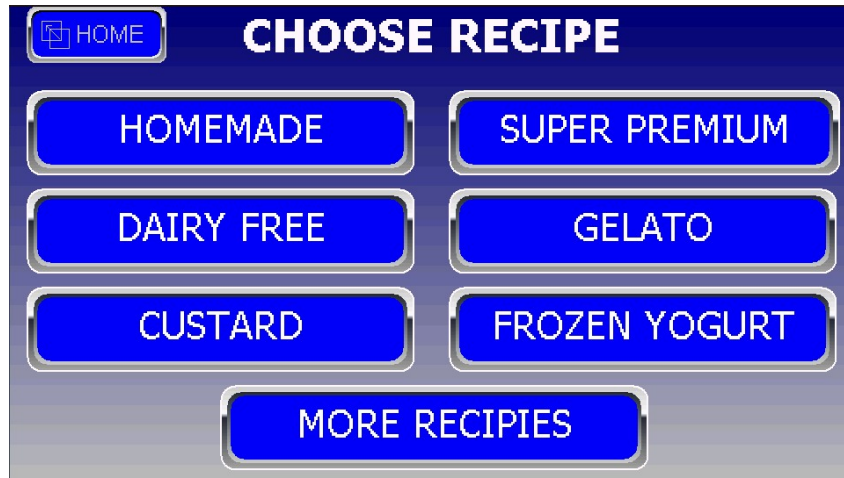 HOME
CHOOSE RECIPE
HOMEMADE
SUPER PREMIUM
DAIRY FREE
GELATO
CUSTARD
FROZEN YOGURT
MORE RECIPIES